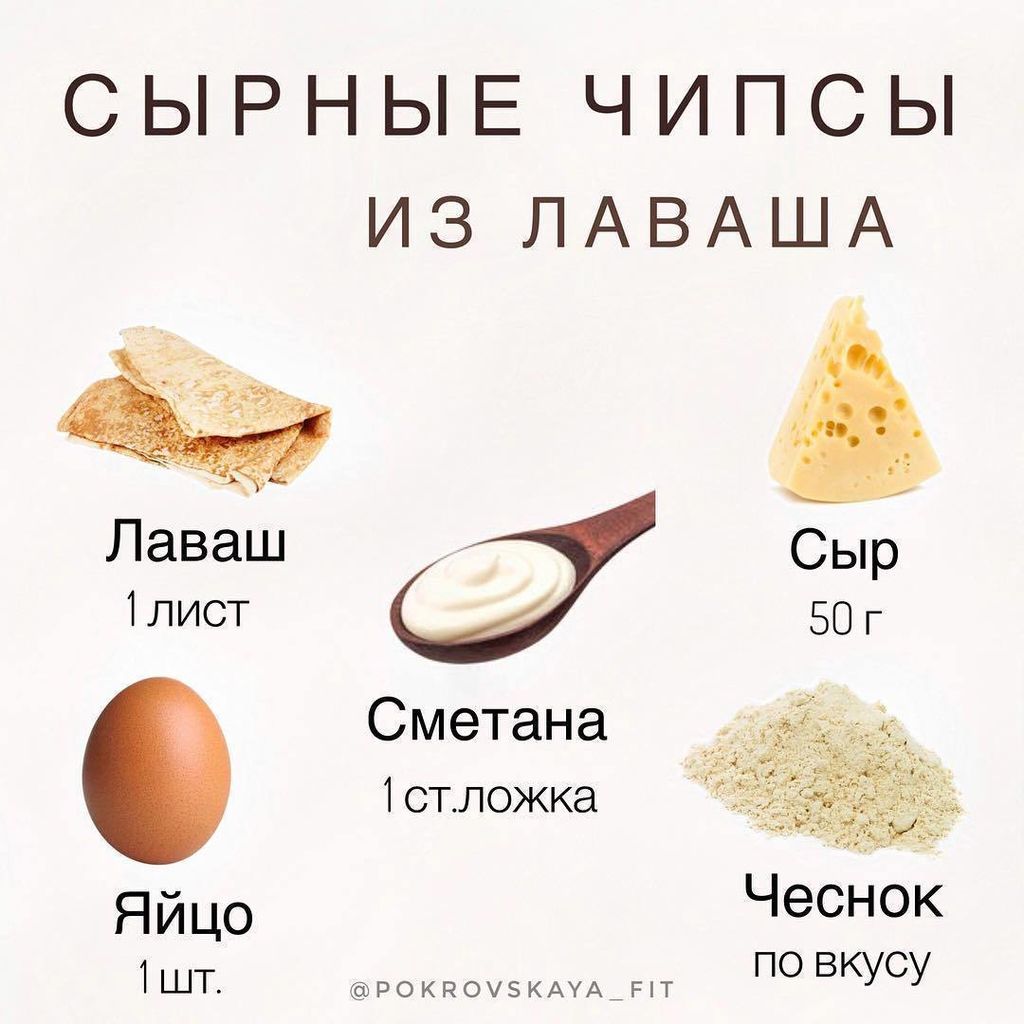 СЫРНЫЕ ЧИПСЫ
ИЗ ЛАВАША
Лаваш
1 лист
Сыр
50 г
Сметана
1 ст.ложка
Яйцо
1 шт.
Чеснок
по вкусу
@POKROVSKAYA_FIT